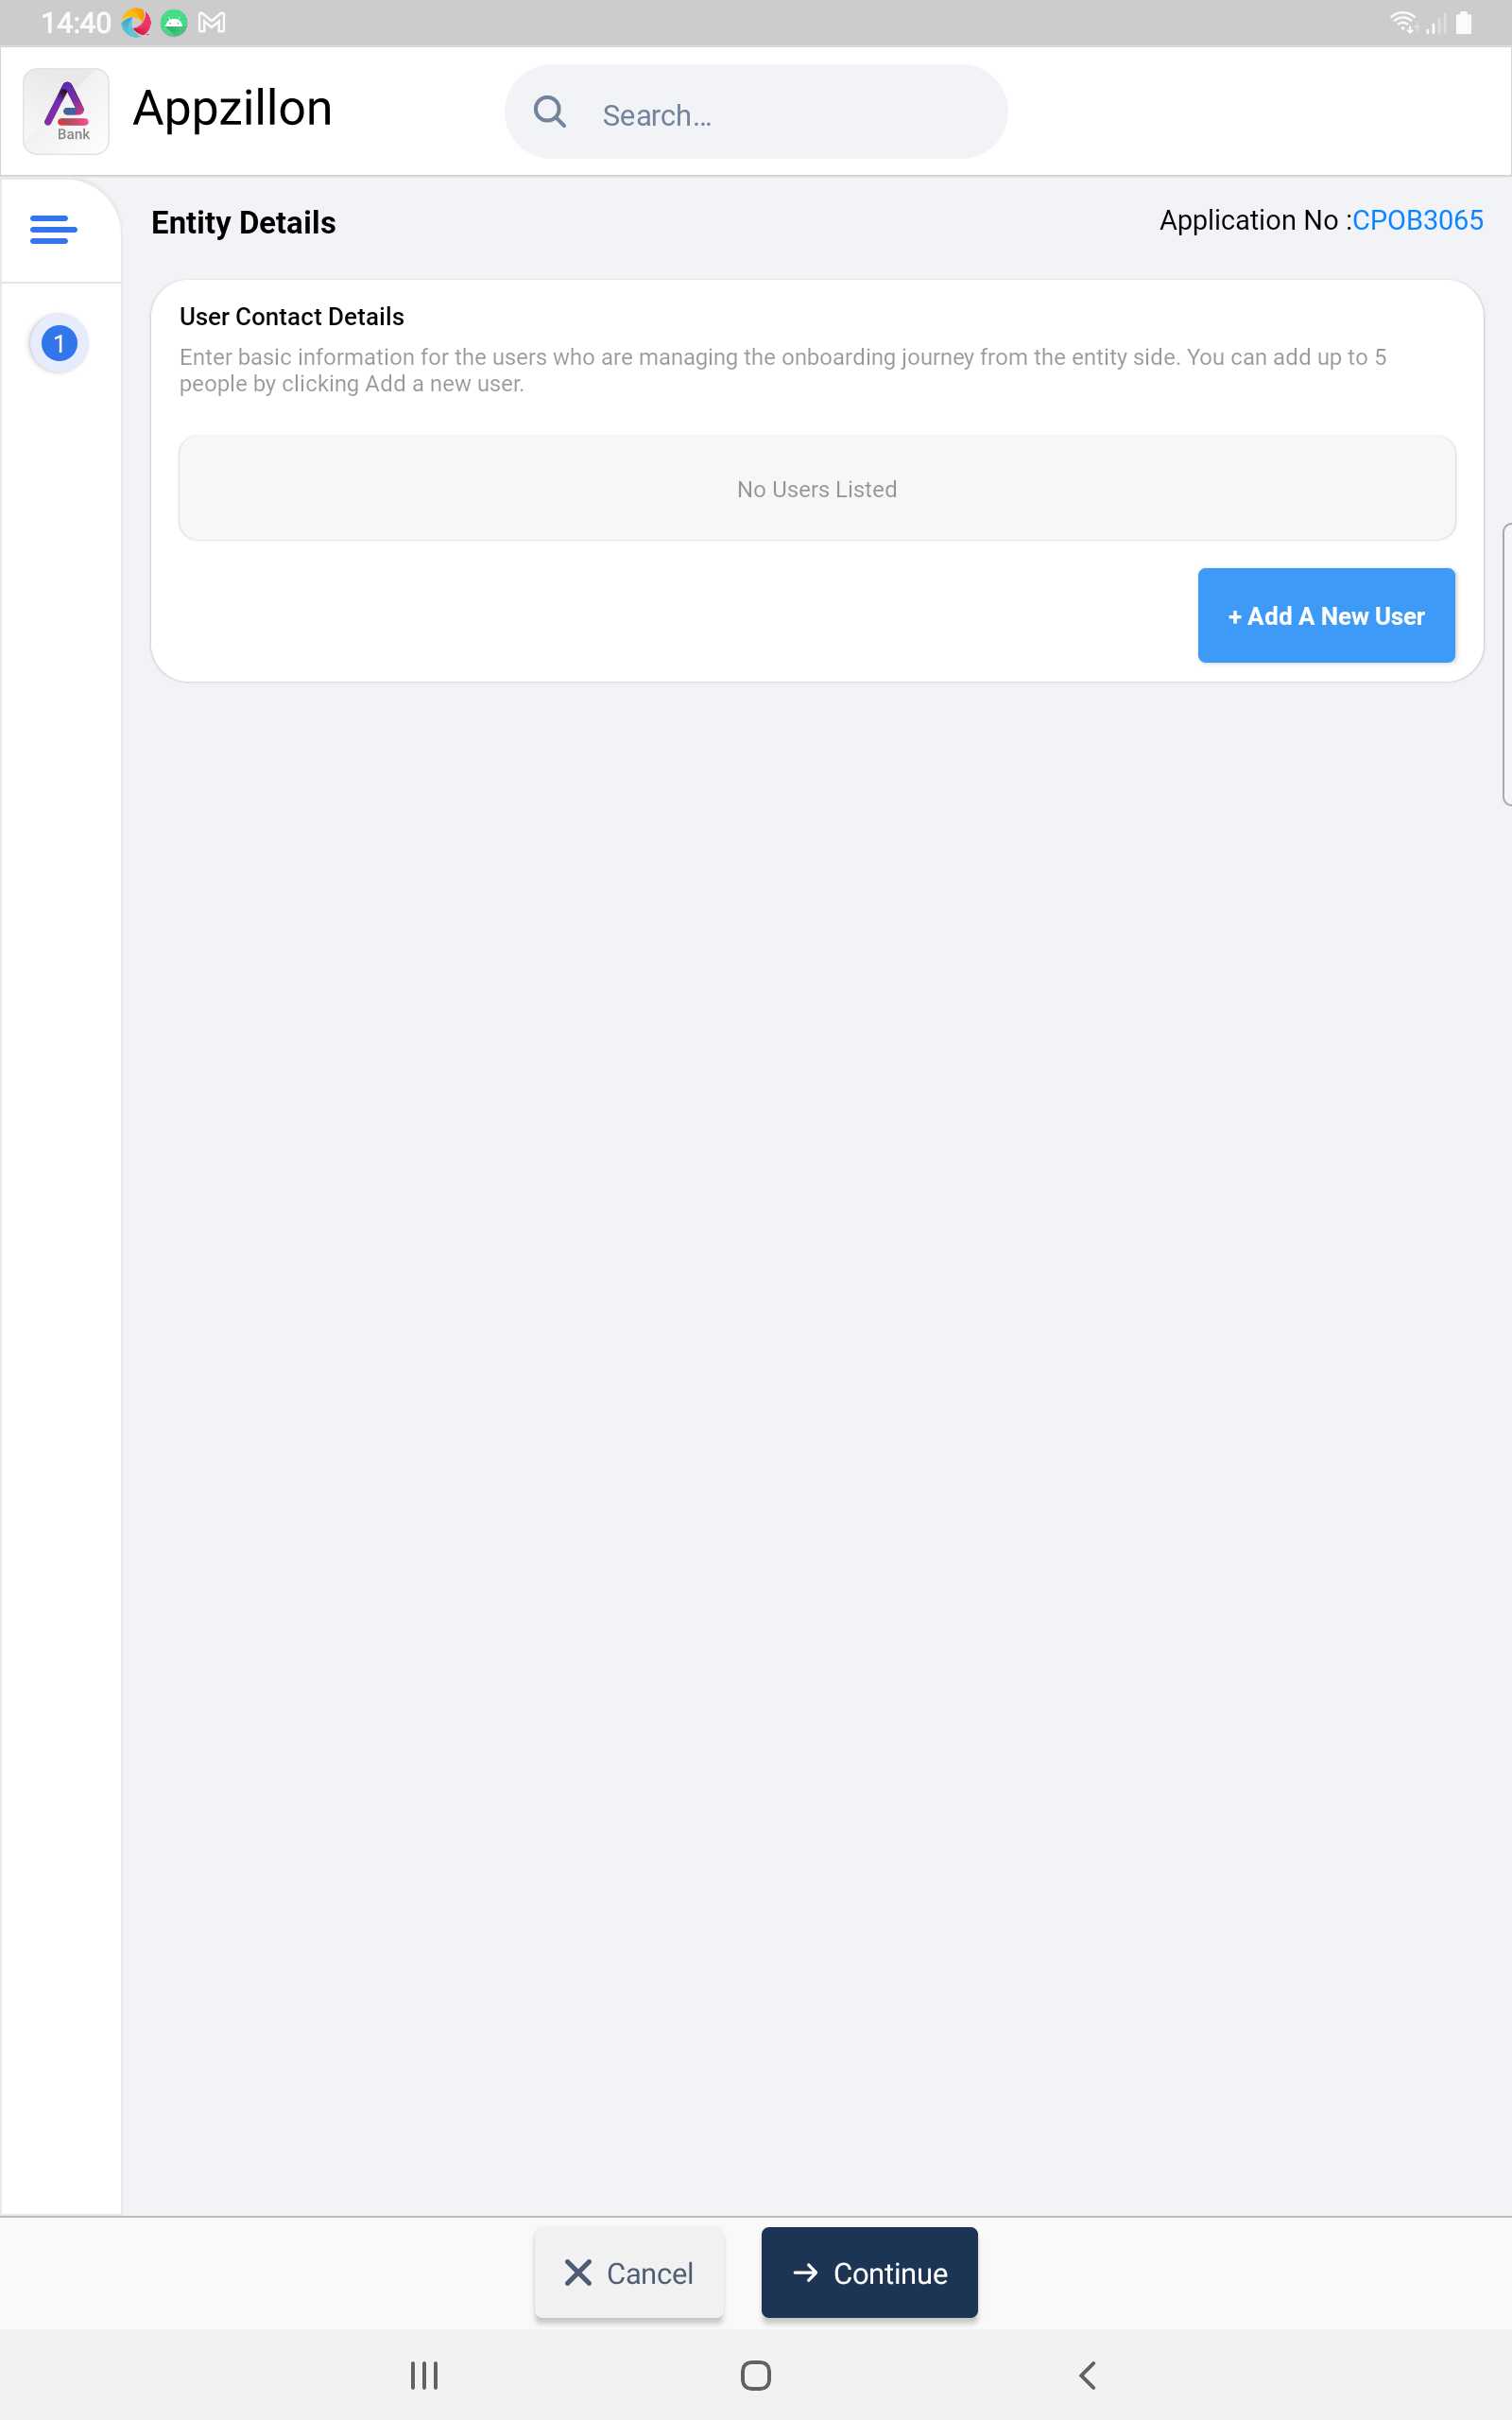 14:40
Bank
Appzillon
Search...
Entity Details
Application No :CPOB3065
1
User Contact Details
Enter basic information for the users who are managing the onboarding journey from the entity side. You can add up to 5
people by clicking Add a new user.
No Users Listed
+ Add A New User
Cancel
Continue